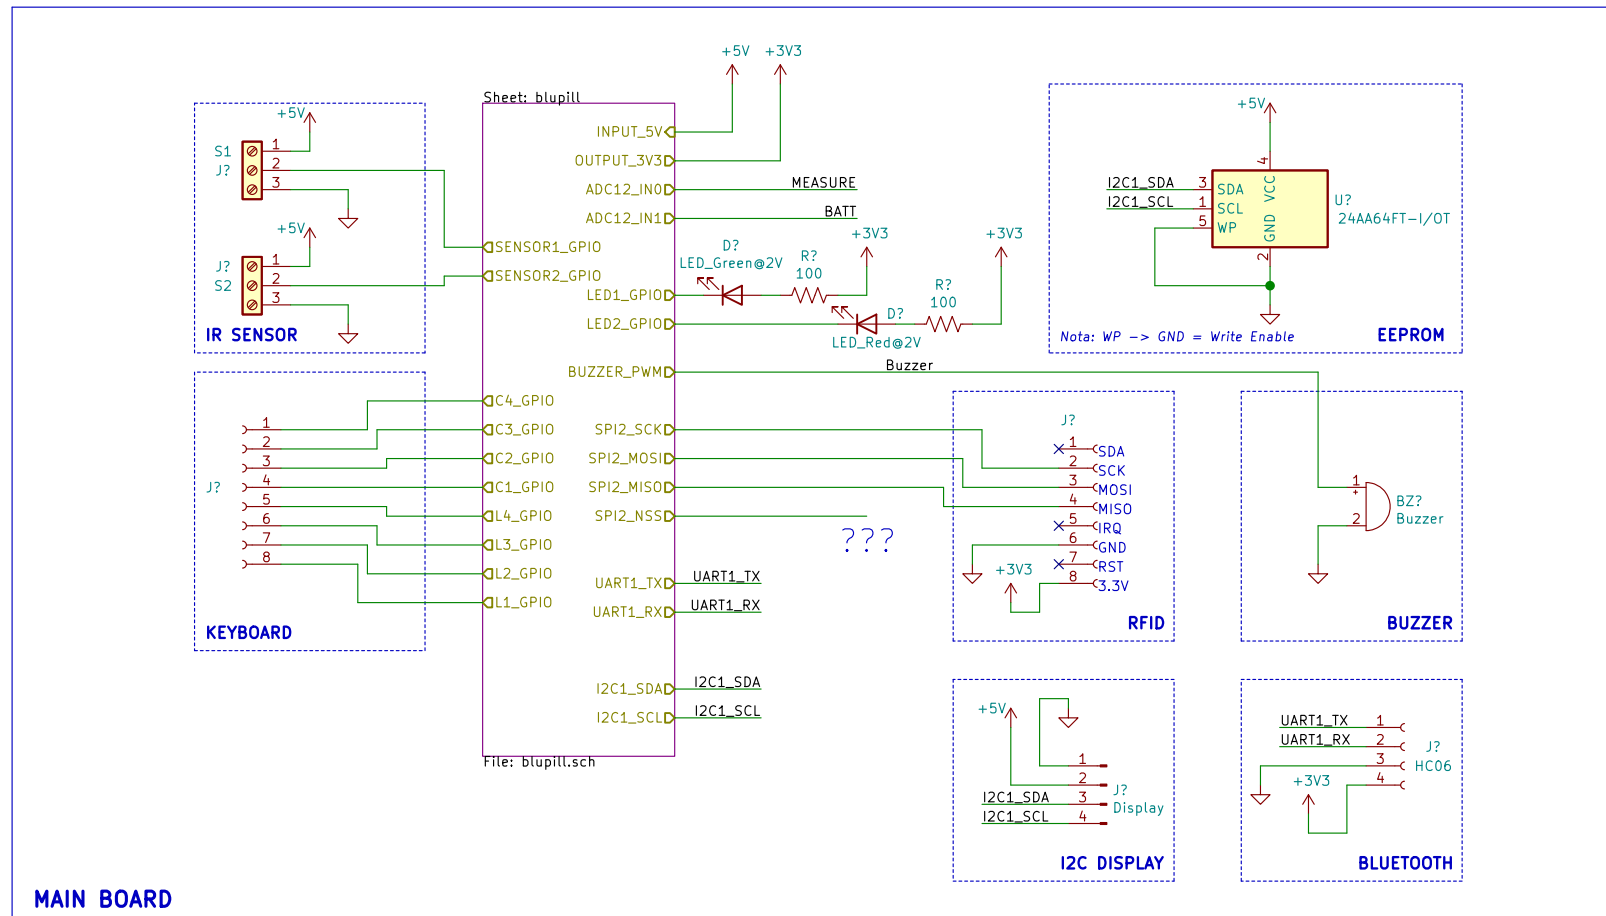 +5V +3V3
Sheet: blupill
INPUT_5V
OUTPUT_3V3
ADC12_IN0 MEASURE
ADC12_IN1 BATT
SENSOR1_GPIO
SENSOR2_GPIO
LED1_GPIO
LED2_GPIO
BUZZER_PWM Buzzer
C4_GPIO
C3_GPIO SPI2_SCK
C2_GPIO SPI2_MOSI
C1_GPIO SPI2_MISO
L4_GPIO SPI2_NSS
???
L3_GPIO
L2_GPIO
UART1_TX UART1_TX
L1_GPIO
UART1_RX UART1_RX
I2C1_SDA I2C1_SDA
I2C1_SCL I2C1_SCL
File: blupill.sch
+5V
S1 1
J? 2
3
+5V
J? 1
S2 2
3
IR SENSOR
1
2
3
J? 4
5
6
7
8
KEYBOARD
D?
LED_Green@2V
R?
100
+3V3
D?
LED_Red@2V
R?
100
+3V3
+5V
4
I2C1_SDA 3 SDA VCC
I2C1_SCL 1 SCL
5 WP GND
2
U?
24AA64FT-I/OT
Nota: WP -> GND = Write Enable
EEPROM
J?
1 SDA
2 SCK
3 MOSI
4 MISO
5 IRQ
6 GND
7 RST
8 3.3V
+3V3
RFID
1
+
2
BZ?
Buzzer
BUZZER
+5V
1
2
I2C1_SDA 3
I2C1_SCL 4
J?
Display
I2C DISPLAY
UART1_TX 1
UART1_RX 2
3
+3V3 4
J?
HC06
BLUETOOTH
MAIN BOARD